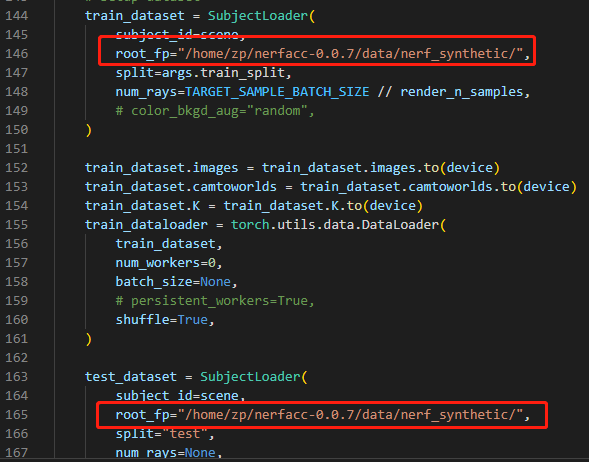 144 train_dataset = SubjectLoader(
145 subject_id=scene,
146 root_fp="/home/zp/nerfacc-0.0.7/data/nerf_synthetic/",
147 split=args.train_split,
148 num_rays=TARGET_SAMPLE_BATCH_SIZE // render_n_samples,
149 # color_bkgd_aug="random",
150 )
151
152 train_dataset.images = train_dataset.images.to(device)
153 train_dataset.camtoworlds = train_dataset.camtoworlds.to(device)
154 train_dataset.K = train_dataset.K.to(device)
155 train_dataloader = torch.utils.data.DataLoader(
156 train_dataset,
157 num_workers=0,
158 batch_size=None,
159 # persistent_workers=True,
160 shuffle=True,
161 )
162
163 test_dataset = SubjectLoader(
164 subject_id=scene,
165 root_fp="/home/zp/nerfacc-0.0.7/data/nerf_synthetic/",
166 split="test",
167 num_rays=None,